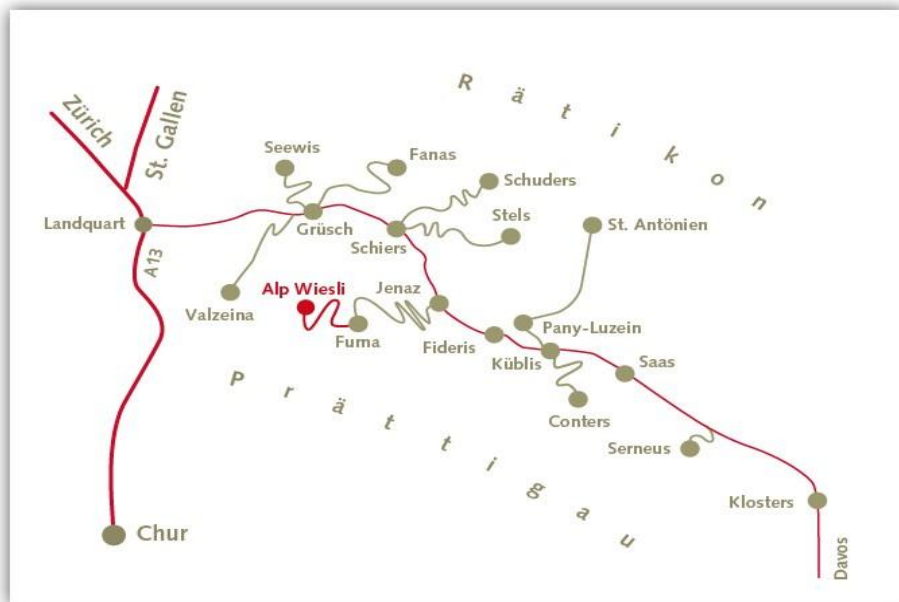 Rätikon
Zürich
St. Gallen
Seewis
Fanas
Schuders
Landquart
Grüsch
Stels
St. Antönien
Schiers
A13
Valzeina
Alp Wiesli
Jenaz
Furna
Fideris
Pany-Luzein
Küblis
Saas
Prättigau
Conters
Serneus
Klosters
Chur
Davos